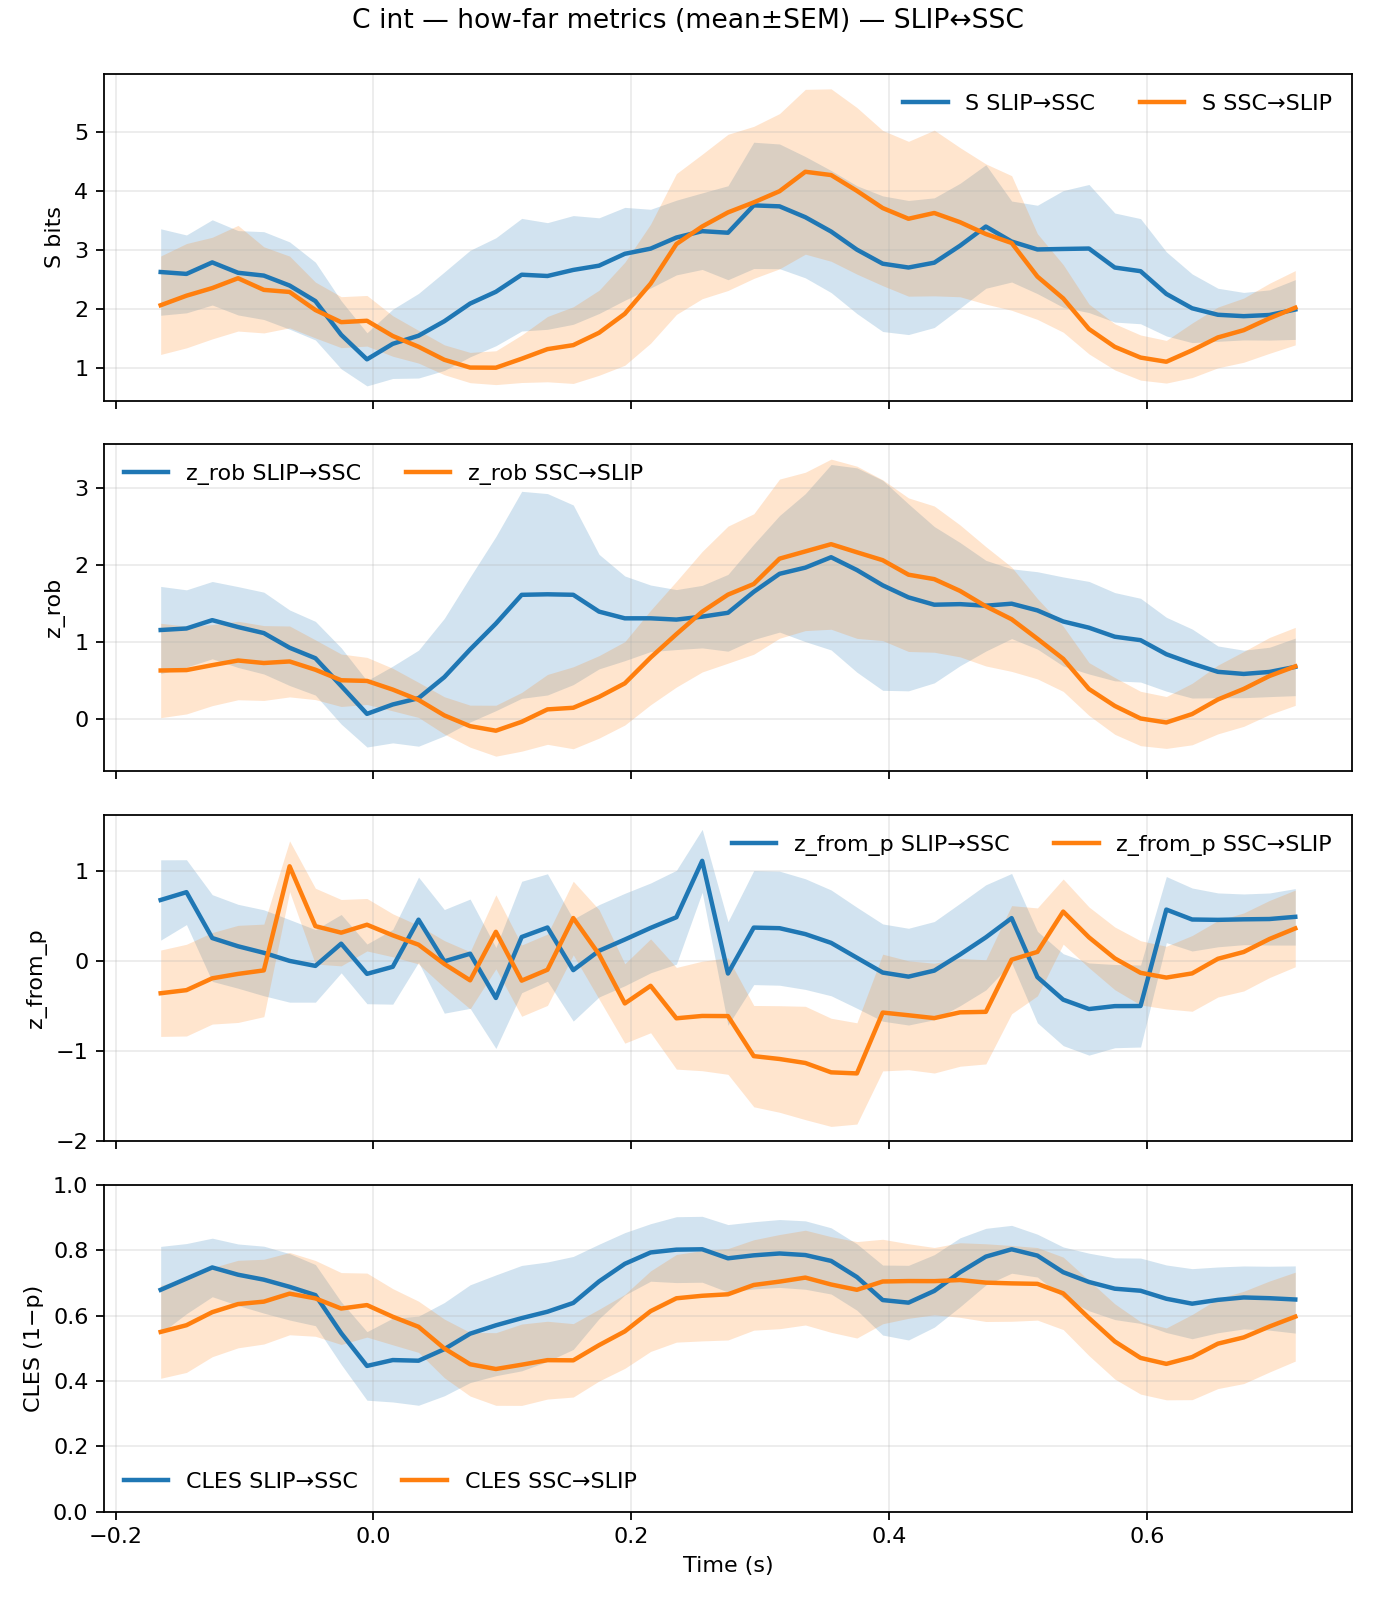 C int — how-far metrics (mean±SEM) — SLIP↔SSC
S bits
5
4
3
2
1
S SLIP→SSC
S SSC→SLIP
z_rob
3
2
1
0
z_rob SLIP→SSC
z_rob SSC→SLIP
z_from_p
1
0
−1
−2
z_from_p SLIP→SSC
z_from_p SSC→SLIP
CLES (1−p)
1.0
0.8
0.6
0.4
0.2
0.0
CLES SLIP→SSC
CLES SSC→SLIP
−0.2
0.0
0.2
0.4
0.6
Time (s)